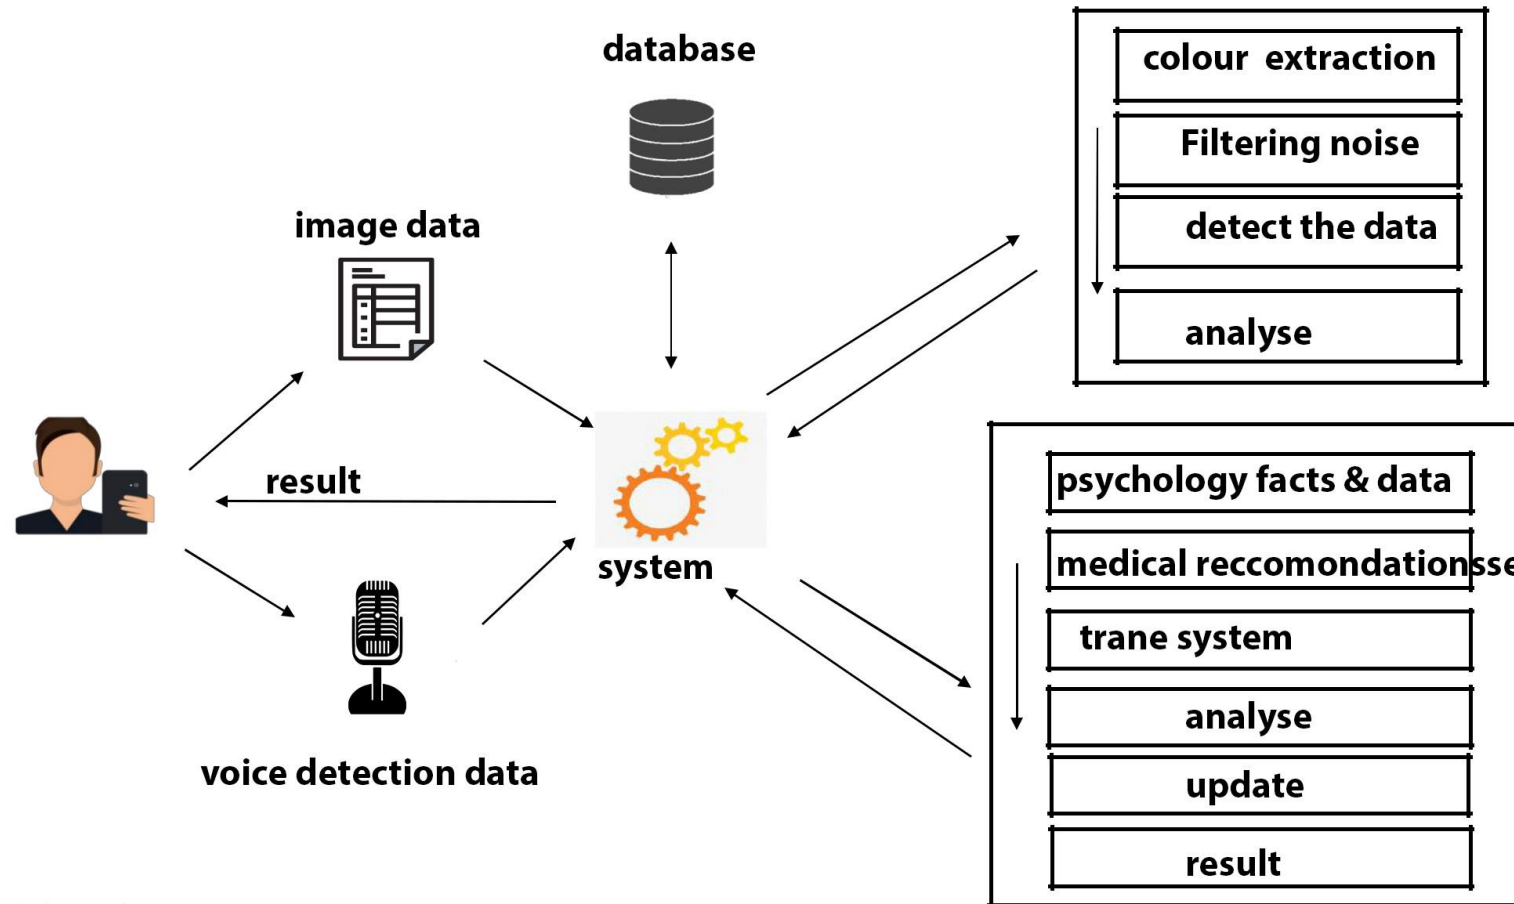 database
image data
result
system
voice detection data
colour extraction
Filtering noise
detect the data
analyse
psychology facts & data
medical reccomondationsse
trane system
analyse
update
result